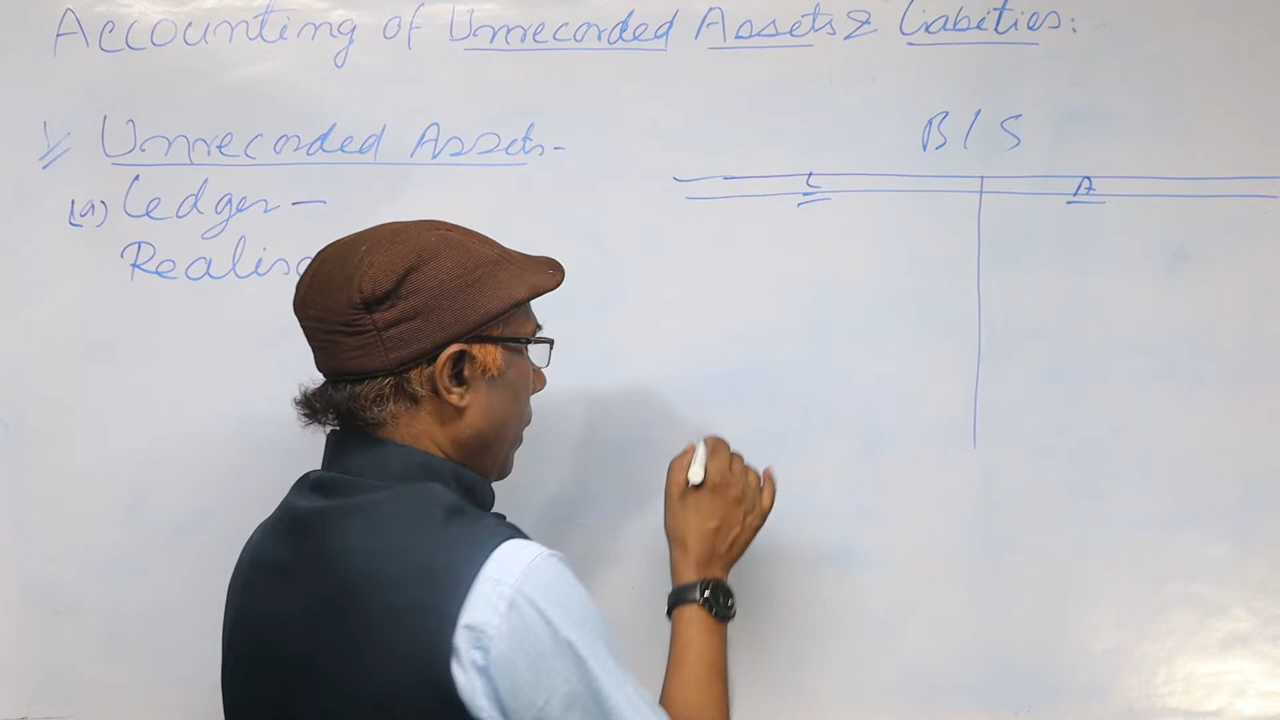 Accounting of Unrecorded Assets & Liabities:
1/ Unrecorded Assets-
(a) Ledger-
Realisa
B/S
L A